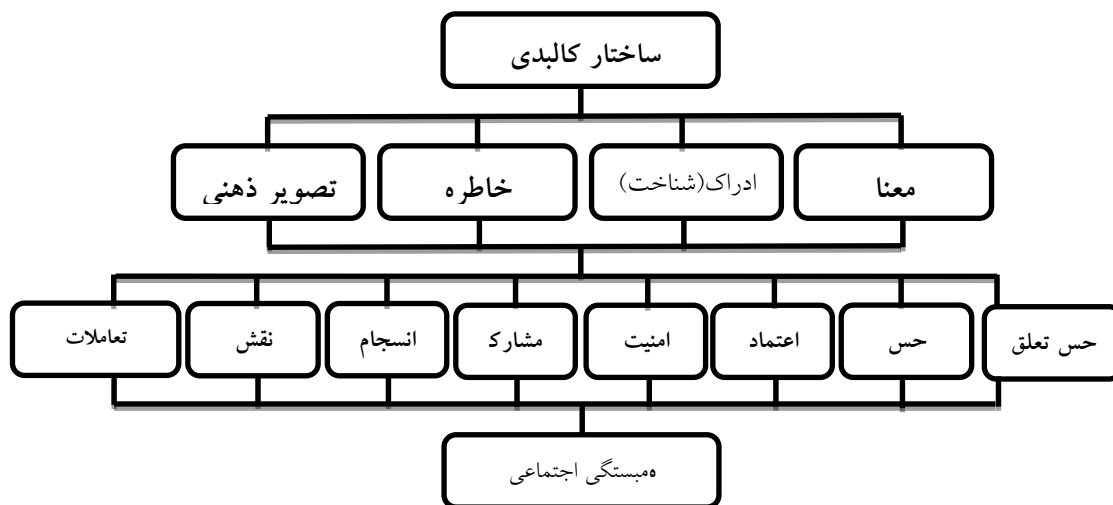 ساختار کالبدی
معنا
ادراک(شناخت)
خاطره
تصویر ذهنی
حس تعلق
حس
اعتماد
امنیت
مشارک
انسجام
نقش
تعاملات
همبستگی اجتماعی